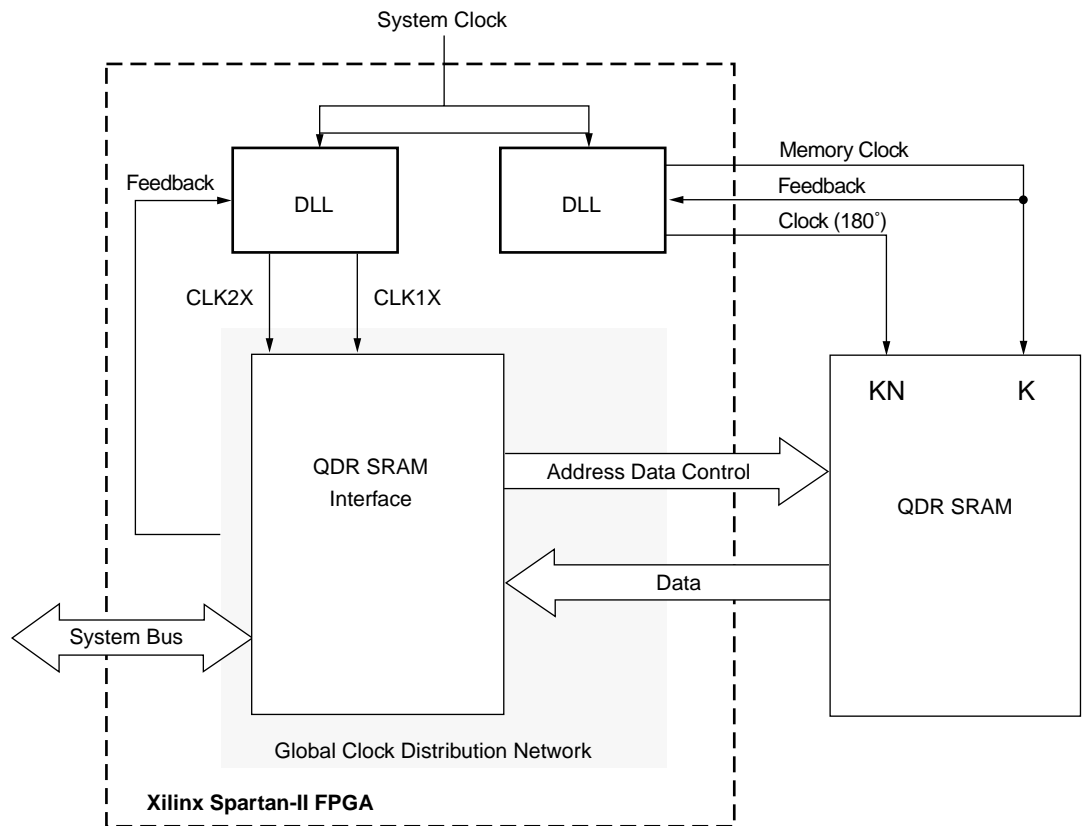 System Clock
Memory Clock
Feedback
DLL
DLL
Feedback
Clock (180˚)
CLK2X
CLK1X
KN
K
QDR SRAM
Interface
Address Data Control
QDR SRAM
Data
System Bus
Global Clock Distribution Network
Xilinx Spartan-II FPGA